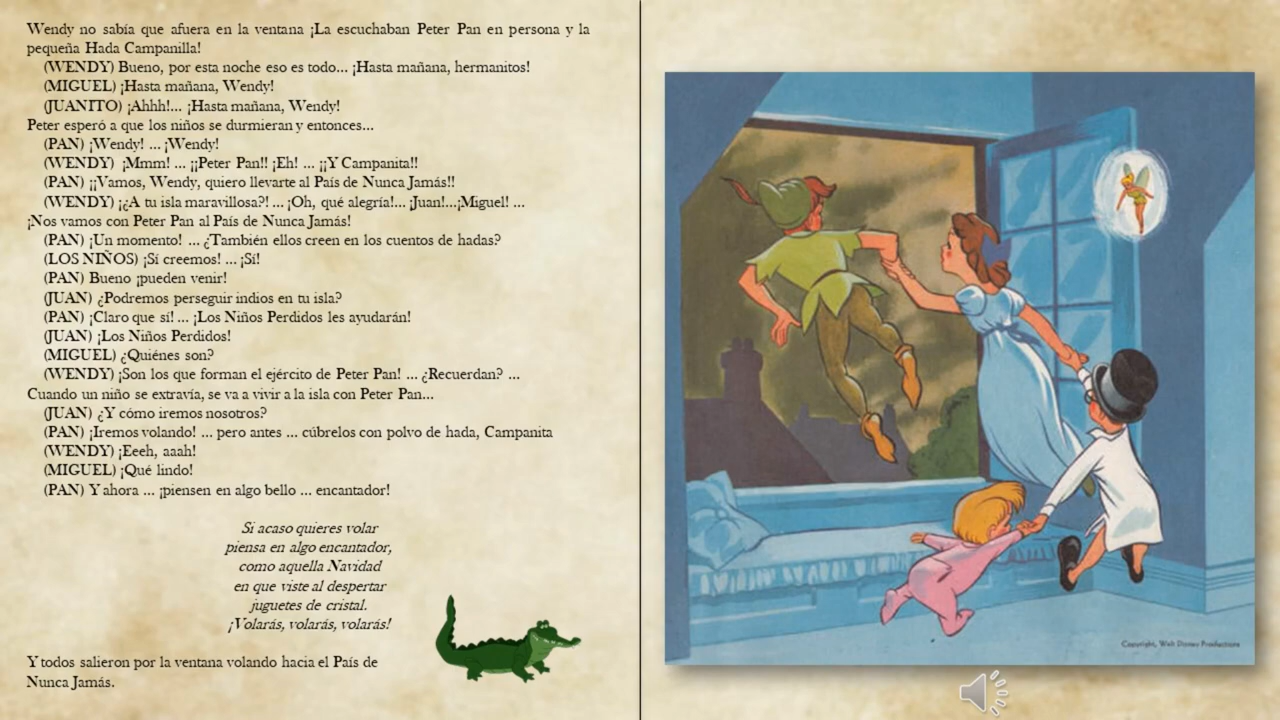 Wendy no sabía que afuera en la ventana ¡La escuchaban Peter Pan en persona y la
pequeña Hada Campanilla!
(WENDY) Bueno, por esta noche eso es todo... ¡Hasta mañana, hermanitos!
(MIGUEL) ¡Hasta mañana, Wendy!
(JUANITO) ¡Ahhh!... ¡Hasta mañana, Wendy!
Peter esperó a que los niños se durmieran y entonces...
(PAN) ¡Wendy! ... ¡Wendy!
(WENDY) ¡Mmm! ... ¡¡Peter Pan!! ¡Eh! ... ¡¡Y Campanita!!
(PAN) ¡¡Vamos, Wendy, quiero llevarte al País de Nunca Jamás!!
(WENDY) ¡¿A tu isla maravillosa?! ... ¡Oh, qué alegría!... ¡Juan!...¡Miguel! ...
¡Nos vamos con Peter Pan al País de Nunca Jamás!
(PAN) ¡Un momento! ... ¿También ellos creen en los cuentos de hadas?
(LOS NIÑOS) ¡Sí creemos! ... ¡Sí!
(PAN) Bueno ¡pueden venir!
(JUAN) ¿Podremos perseguir indios en tu isla?
(PAN) ¡Claro que sí! ... ¡Los Niños Perdidos les ayudarán!
(JUAN) ¡Los Niños Perdidos!
(MIGUEL) ¿Quiénes son?
(WENDY) ¡Son los que forman el ejército de Peter Pan! ... ¿Recuerdan? ...
Cuando un niño se extravía, se va a vivir a la isla con Peter Pan...
(JUAN) ¿Y cómo iremos nosotros?
(PAN) ¡Iremos volando! ... pero antes ... cúbrelos con polvo de hada, Campanita
(WENDY) ¡Eeeh, aaah!
(MIGUEL) ¡Qué lindo!
(PAN) Y ahora ... ¡piensen en algo bello ... encantador!
Si acaso quieres volar
piensa en algo encantador,
como aquella Navidad
en que viste al despertar
juguetes de cristal.
¡Volarás, volarás, volarás!
Y todos salieron por la ventana volando hacia el País de
Nunca Jamás.
Copyright, Walt Disney Productions